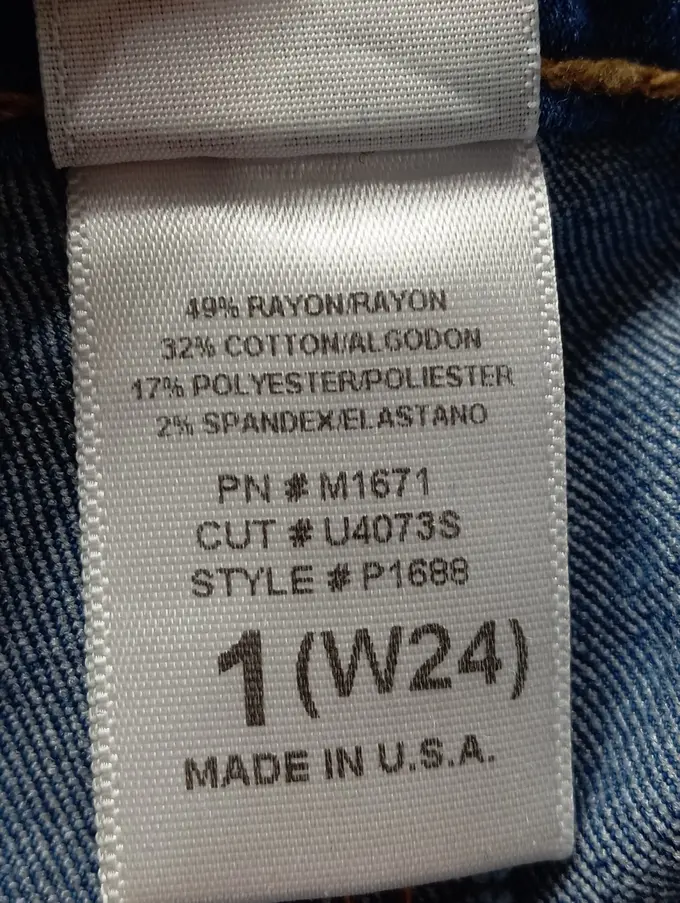 49% RAYON/RAYON
32% COTTON/ALGODON
17% POLYESTER/POLIESTER
2% SPANDEX/ELASTANO
PN # M1671
CUT # U4073S
STYLE # P1688
1 (W24)
MADE IN U.S.A.